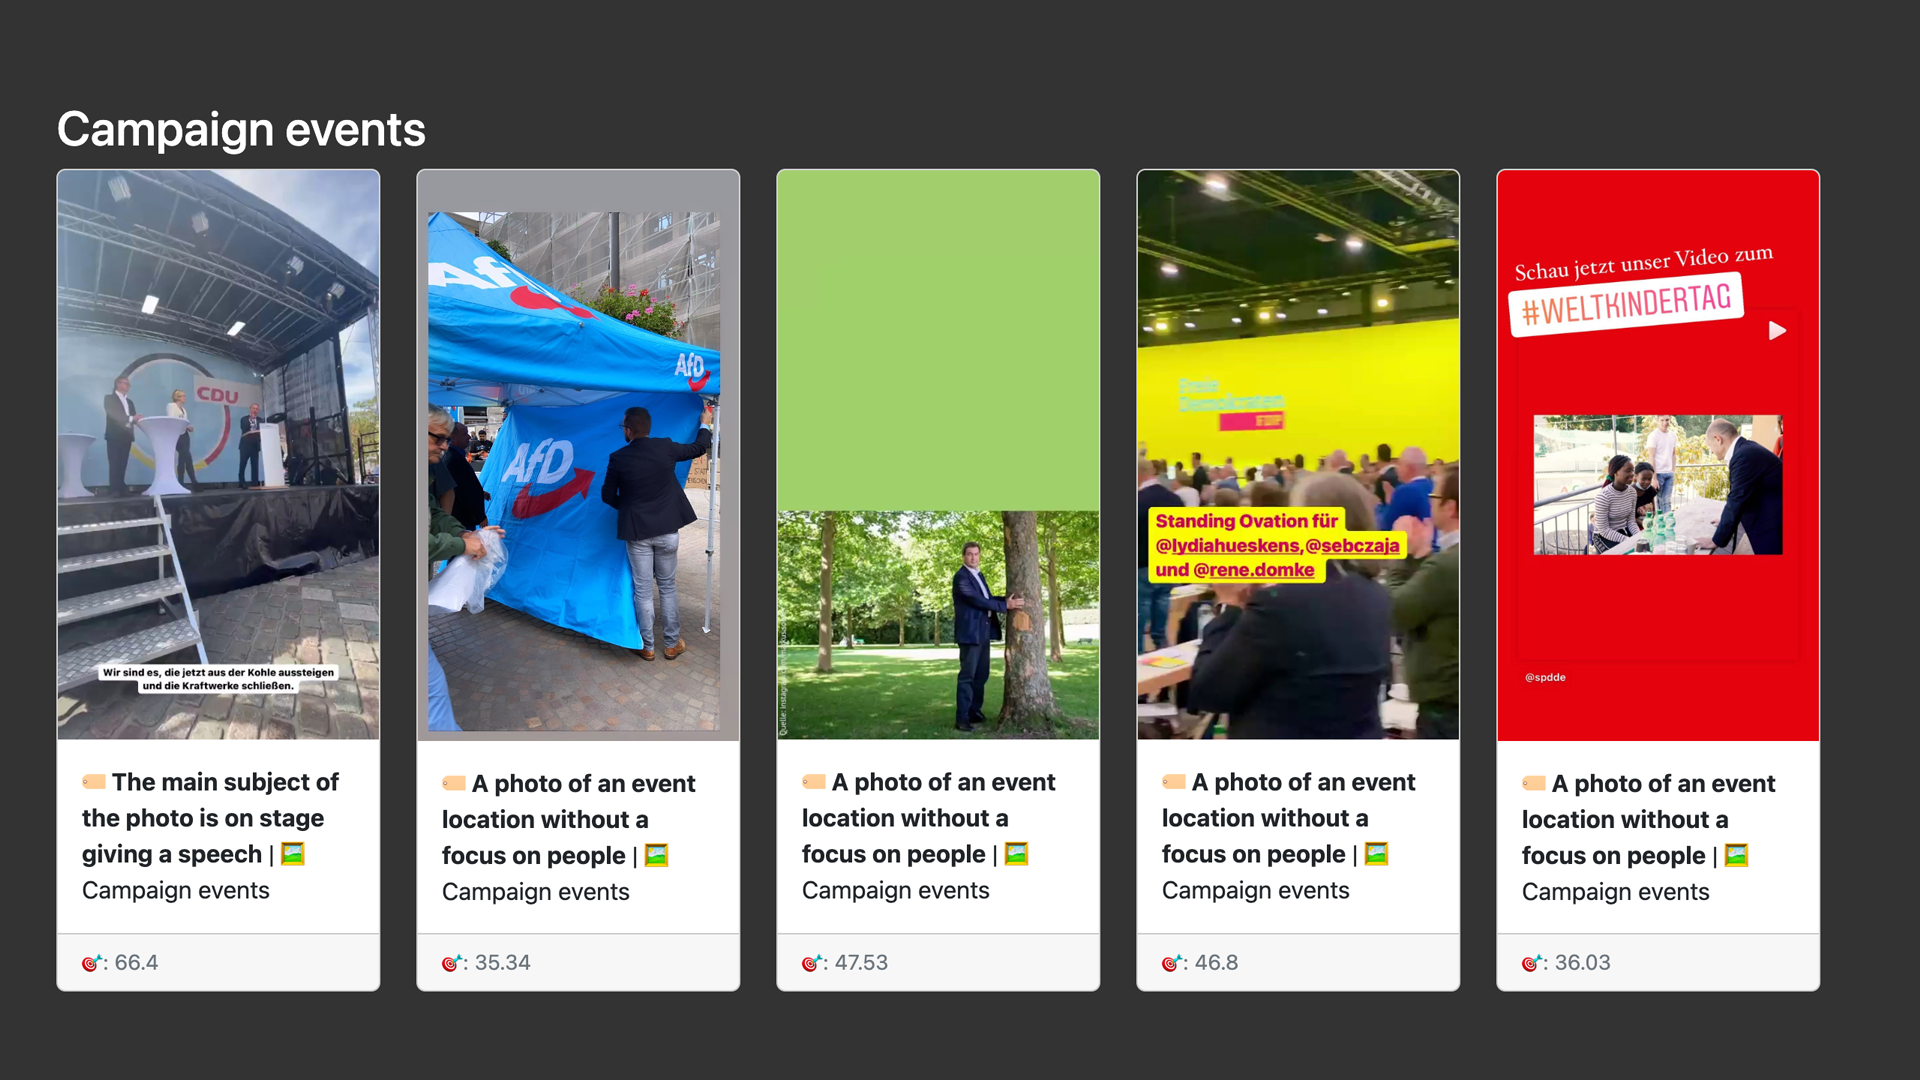 Campaign events
CDU
Wir sind es, die jetzt aus der Kohle aussteigen
und die Kraftwerke schließen.
The main subject of
the photo is on stage
giving a speech |
Campaign events
: 66.4
AfD
AfD
AfD
A photo of an event
location without a
focus on people |
Campaign events
: 35.34
A photo of an event
location without a
focus on people |
Campaign events
: 47.53
Freie
Demokraten
FDP
Standing Ovation für
@lydiahueskens,@sebczaja
und @rene.domke
A photo of an event
location without a
focus on people |
Campaign events
: 46.8
Schau jetzt unser Video zum
#WELTKINDERTAG
@spdde
A photo of an event
location without a
focus on people |
Campaign events
: 36.03